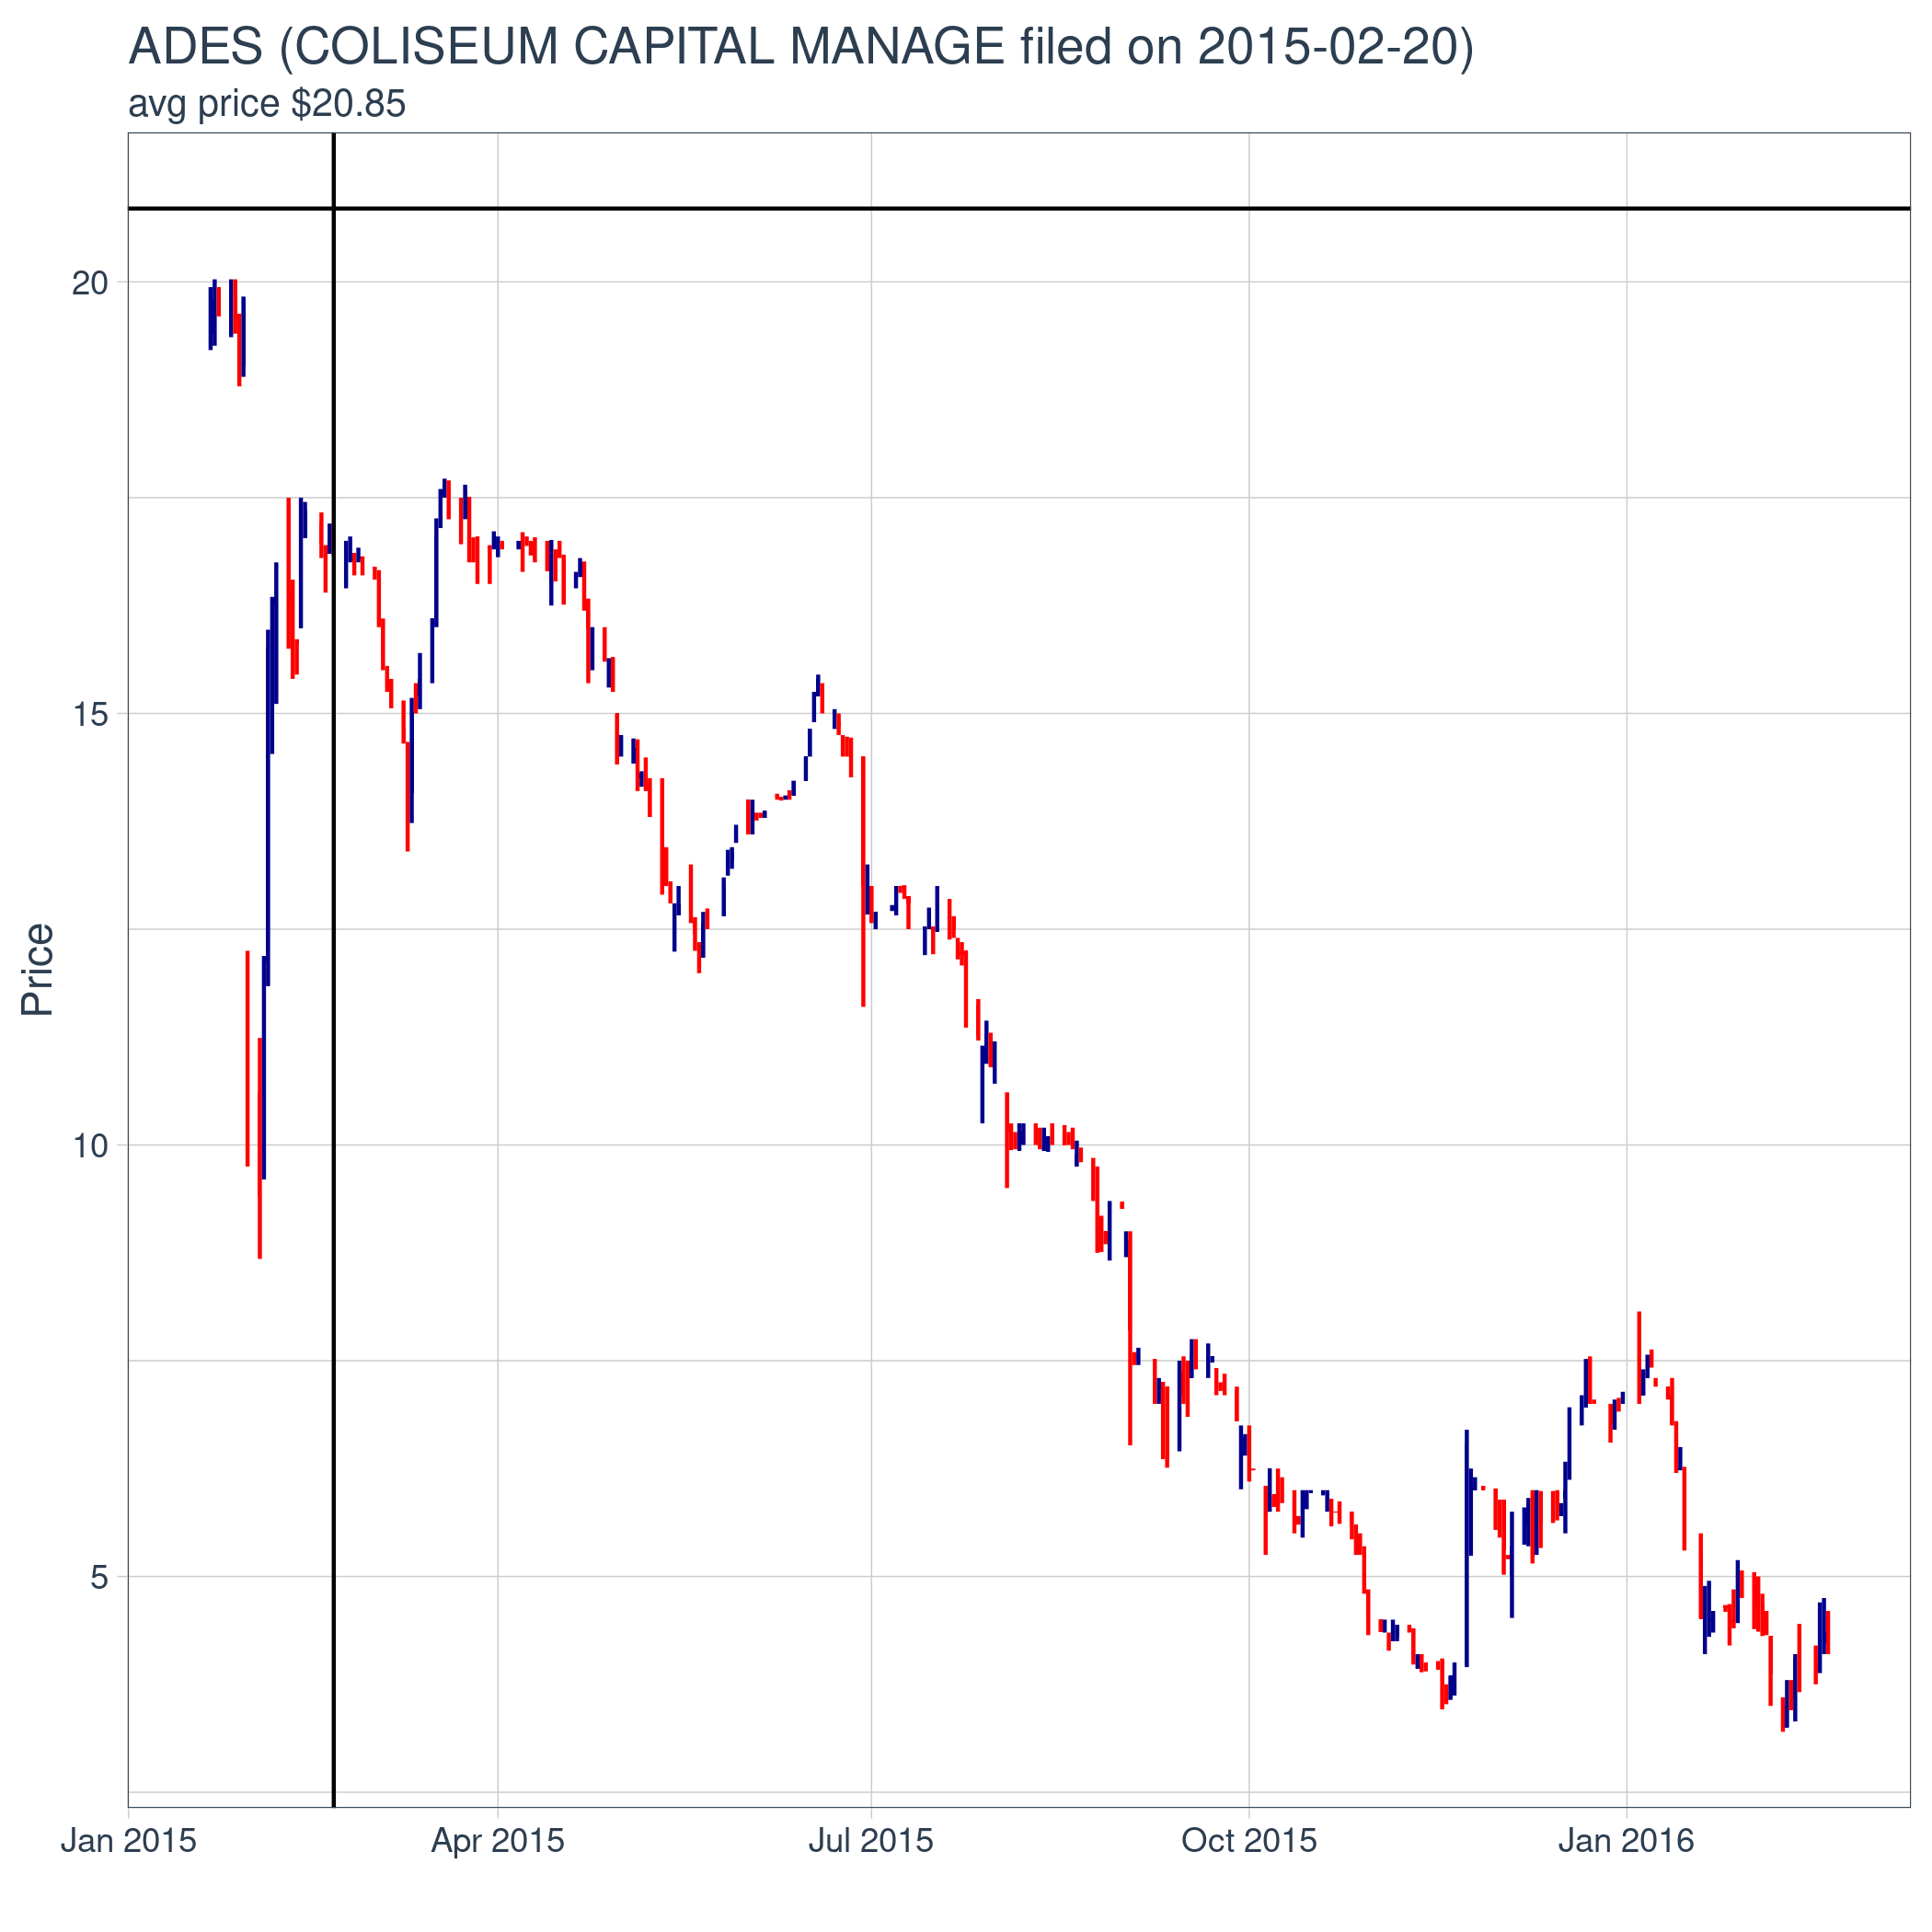 ADES (COLISEUM CAPITAL MANAGE filed on 2015-02-20)
avg price $20.85
Price
20
15
10
5
Jan 2015
Apr 2015
Jul 2015
Oct 2015
Jan 2016